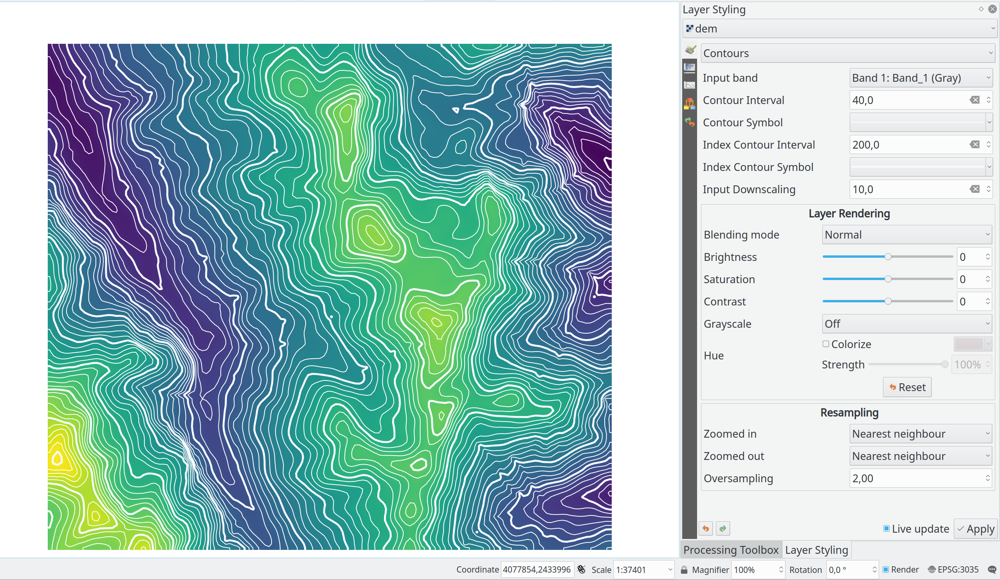 Layer Styling
dem
Contours
Input band Band 1: Band_1 (Gray)
Contour Interval 40,0
Contour Symbol
Index Contour Interval 200,0
Index Contour Symbol
Input Downscaling 10,0
Layer Rendering
Blending mode Normal
Brightness 0
Saturation 0
Contrast 0
Grayscale Off
Hue Colorize
Strength 100%
Reset
Resampling
Zoomed in Nearest neighbour
Zoomed out Nearest neighbour
Oversampling 2,00
Live update Apply
Processing Toolbox Layer Styling
Coordinate 4077854,2433996 Scale 1:37401 Magnifier 100% Rotation 0,0 ° Render EPSG:3035